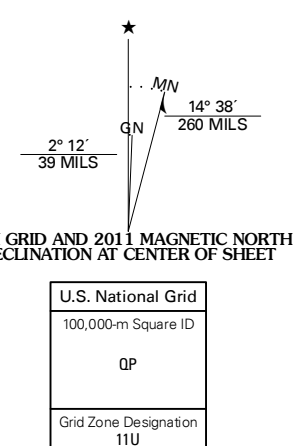 MN
14° 38´
260 MILS
GN
2° 12´
39 MILS
GRID AND 2011 MAGNETIC NORTH
AT CENTER OF SHEET
U.S. National Grid
100,000-m Square ID
QP
Grid Zone Designation
11U